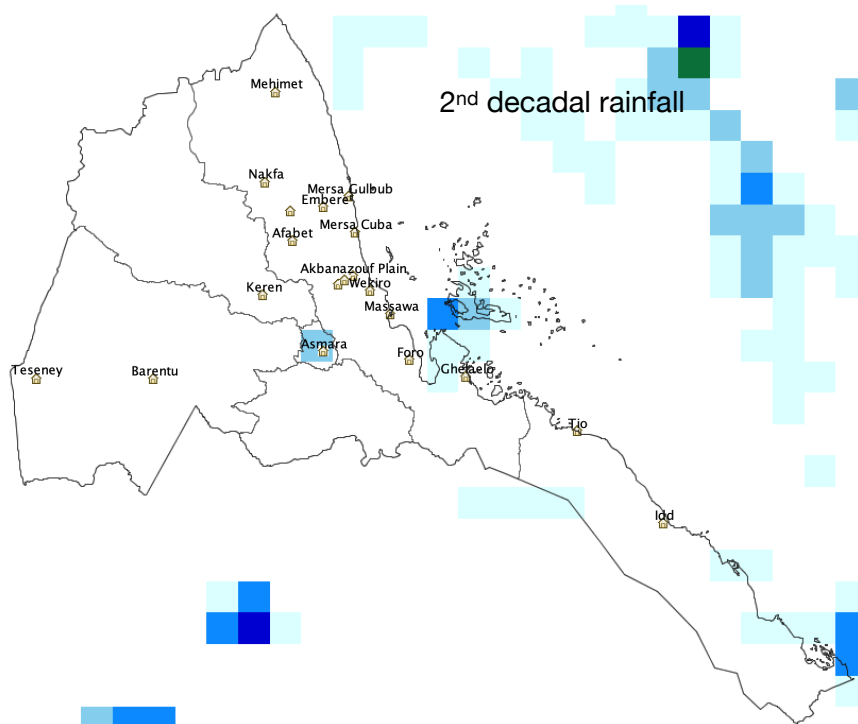 Mehimet
2nd decadal rainfall
Nakfa
Mersa Gulbub
Emberet
Mersa Cuba
Afabet
Akbanazouf Plain
Wekiro
Keren
Massawa
Asmara
Foro
Teseney
Barentu
Ghelaelo
Tio
Idd